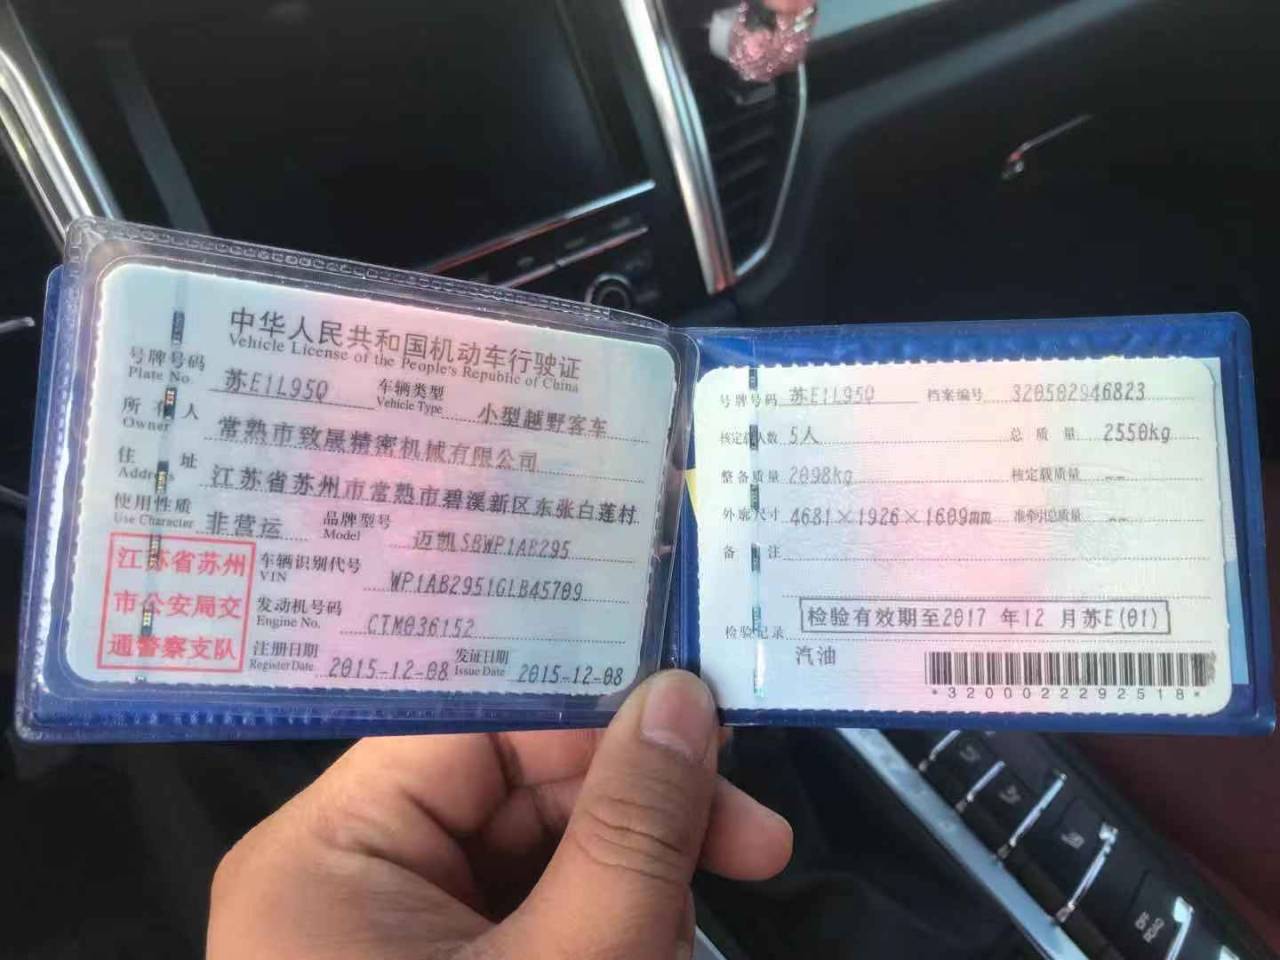 中华人民共和国机动车行驶证
Vehicle License of the People's Republic of China
号牌号码 苏E1L95Q 车辆类型 小型越野客车
Plate No. Vehicle Type
所有人 常熟市致晟精密机械有限公司
Owner
住址 江苏省苏州市常熟市碧溪新区东张白莲村
Address
使用性质 非营运 品牌型号 迈凯SBWP1AB295
Use Character Model
江苏省苏州
市公安局交
通警察支队
车辆识别代号 WP1AB2951GLB45709
VIN
发动机号码 CTM036152
Engine No.
注册日期 2015-12-08 发证日期 2015-12-08
Register Date Issue Date
号牌号码 苏E1L95Q 档案编号 320502946823
核定载人数 5人 总质量 2550kg
整备质量 2098kg 核定载质量 --
外廓尺寸 4681×1926×1609mm 准牵引总质量 --
备注
检验记录 检验有效期至2017 年12 月苏E(01)
汽油
*3200022292518*
OFF
ROAD